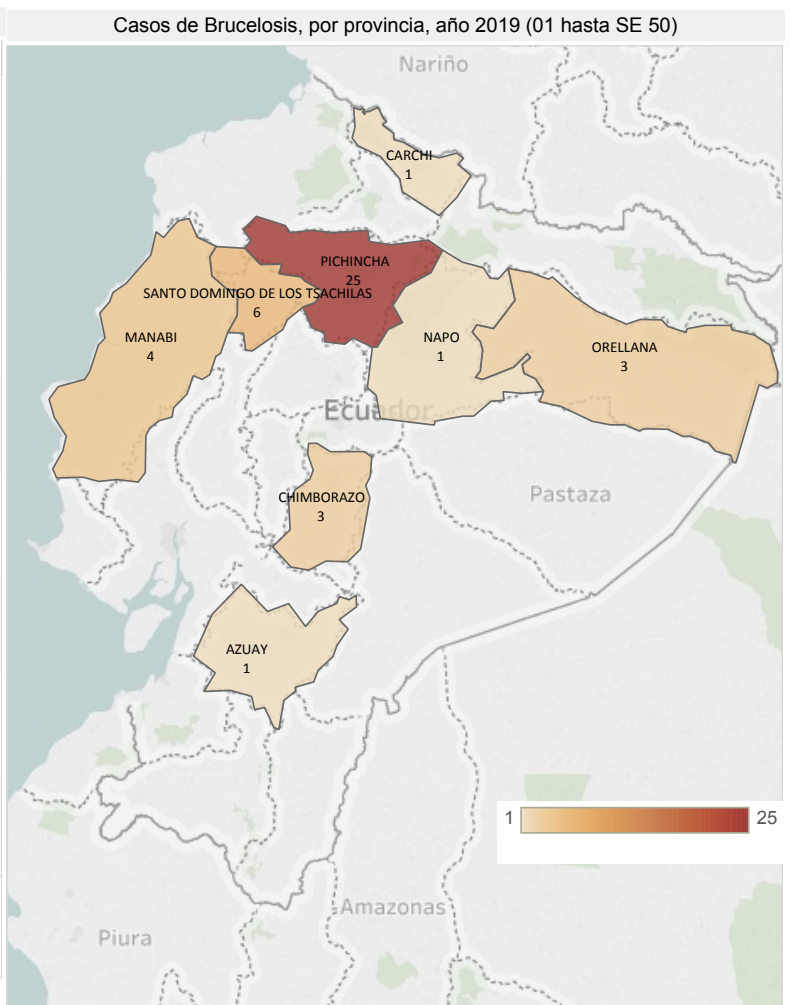 Casos de Brucelosis, por provincia, año 2019 (01 hasta SE 50)
Nariño
CARCHI
1
PICHINCHA
25
SANTO DOMINGO DE LOS TSACHILAS
6
MANABI
4
NAPO
1
ORELLANA
3
Ecuador
CHIMBORAZO
3
Pastaza
AZUAY
1
1
25
Amazonas
Piura